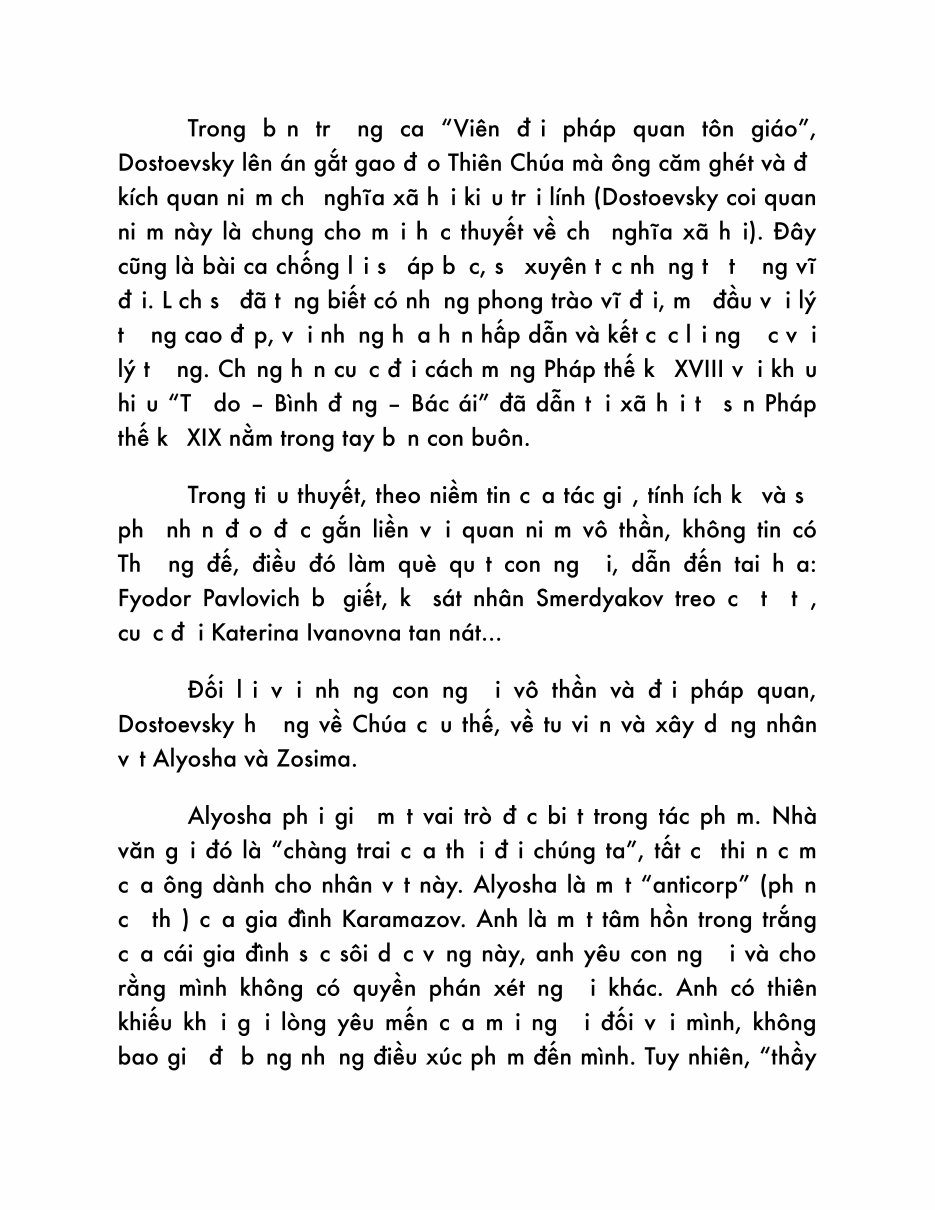 Trong b n tr ng ca “Viên đ i pháp quan tôn giáo”,
Dostoevsky lên án gắt gao đ o Thiên Chúa mà ông căm ghét và đ
kích quan ni m ch nghĩa xã h i ki u tr i lính (Dostoevsky coi quan
ni m này là chung cho m i h c thuyết về ch nghĩa xã h i). Đây
cũng là bài ca chống l i s áp b c, s xuyên t c nh ng t t ng vĩ
đ i. L ch s đã t ng biết có nh ng phong trào vĩ đ i, m đầu v i lý
t ng cao đ p, v i nh ng h a h n hấp dẫn và kết c c l i ng c v i
lý t ng. Ch ng h n cu c đ i cách m ng Pháp thế k XVIII v i kh u
hi u “T do – Bình đ ng – Bác ái” đã dẫn t i xã h i t s n Pháp
thế k XIX nằm trong tay b n con buôn.
Trong ti u thuyết, theo niềm tin c a tác gi , tính ích k và s
ph nh n đ o đ c gắn liền v i quan ni m vô thần, không tin có
Th ng đế, điều đó làm què qu t con ng i, dẫn đến tai h a:
Fyodor Pavlovich b giết, k sát nhân Smerdyakov treo c t t ,
cu c đ i Katerina Ivanovna tan nát...
Đối l i v i nh ng con ng i vô thần và đ i pháp quan,
Dostoevsky h ng về Chúa c u thế, về tu vi n và xây d ng nhân
v t Alyosha và Zosima.
Alyosha ph i gi m t vai trò đ c bi t trong tác ph m. Nhà
văn g i đó là “chàng trai c a th i đ i chúng ta”, tất c thi n c m
c a ông dành cho nhân v t này. Alyosha là m t “anticorp” (ph n
c th ) c a gia đình Karamazov. Anh là m t tâm hồn trong trắng
c a cái gia đình s c sôi d c v ng này, anh yêu con ng i và cho
rằng mình không có quyền phán xét ng i khác. Anh có thiên
khiếu kh i g i lòng yêu mến c a m i ng i đối v i mình, không
bao gi đ b ng nh ng điều xúc ph m đến mình. Tuy nhiên, “thầy